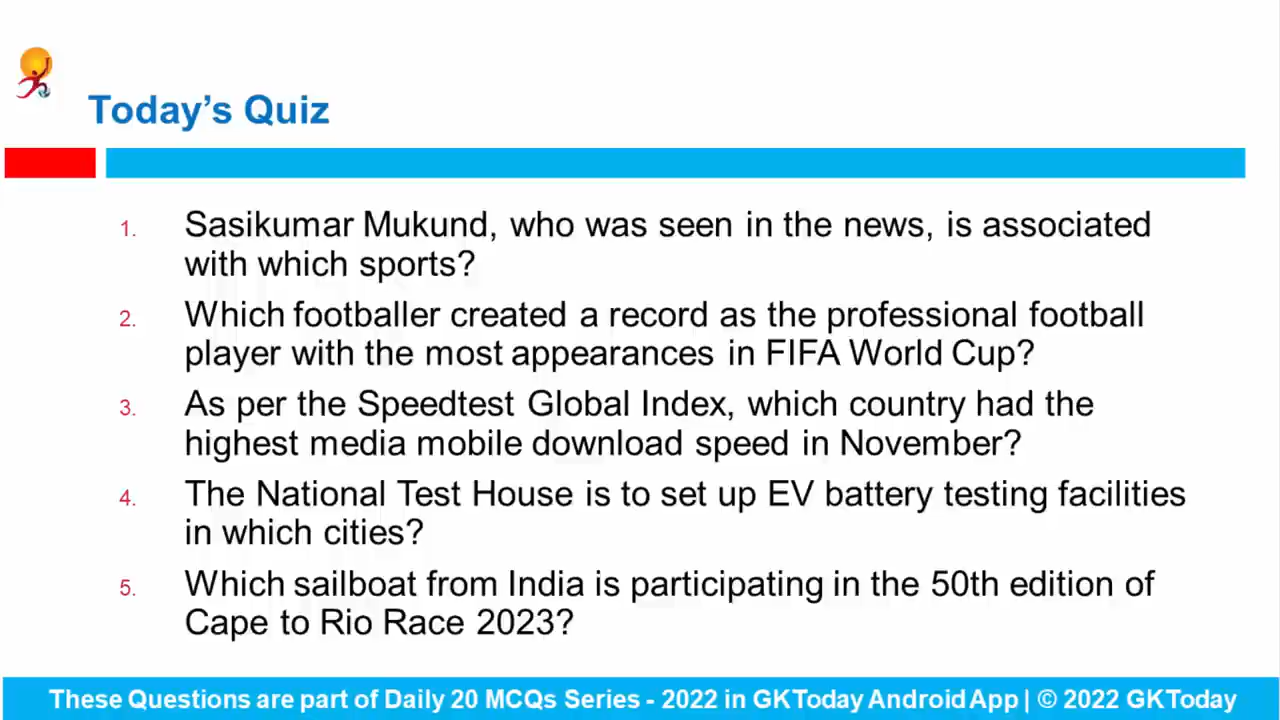 Today’s Quiz
1. Sasikumar Mukund, who was seen in the news, is associated
with which sports?
2. Which footballer created a record as the professional football
player with the most appearances in FIFA World Cup?
3. As per the Speedtest Global Index, which country had the
highest media mobile download speed in November?
4. The National Test House is to set up EV battery testing facilities
in which cities?
5. Which sailboat from India is participating in the 50th edition of
Cape to Rio Race 2023?
These Questions are part of Daily 20 MCQs Series - 2022 in GKToday Android App | © 2022 GKToday